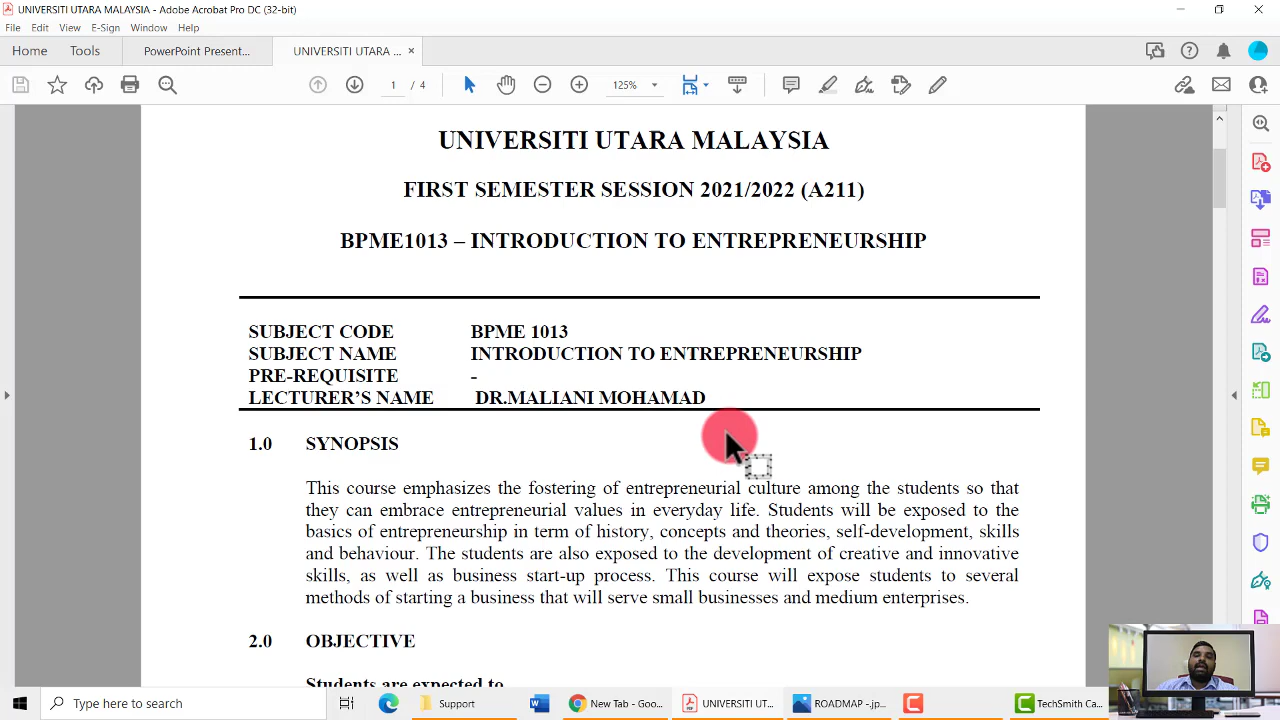 UNIVERSITI UTARA MALAYSIA - Adobe Acrobat Pro DC (32-bit)
File Edit View E-Sign Window Help
Home Tools PowerPoint Present... UNIVERSITI UTARA ... ×
1 / 4 125%
UNIVERSITI UTARA MALAYSIA
FIRST SEMESTER SESSION 2021/2022 (A211)
BPME1013 – INTRODUCTION TO ENTREPRENEURSHIP
SUBJECT CODE BPME 1013
SUBJECT NAME INTRODUCTION TO ENTREPRENEURSHIP
PRE-REQUISITE -
LECTURER’S NAME DR.MALIANI MOHAMAD
1.0 SYNOPSIS
This course emphasizes the fostering of entrepreneurial culture among the students so that
they can embrace entrepreneurial values in everyday life. Students will be exposed to the
basics of entrepreneurship in term of history, concepts and theories, self-development, skills
and behaviour. The students are also exposed to the development of creative and innovative
skills, as well as business start-up process. This course will expose students to several
methods of starting a business that will serve small businesses and medium enterprises.
2.0 OBJECTIVE
Students are expected to
Type here to search Support New Tab - Goo... UNIVERSITI UT... ROADMAP -.jp... TechSmith Ca...